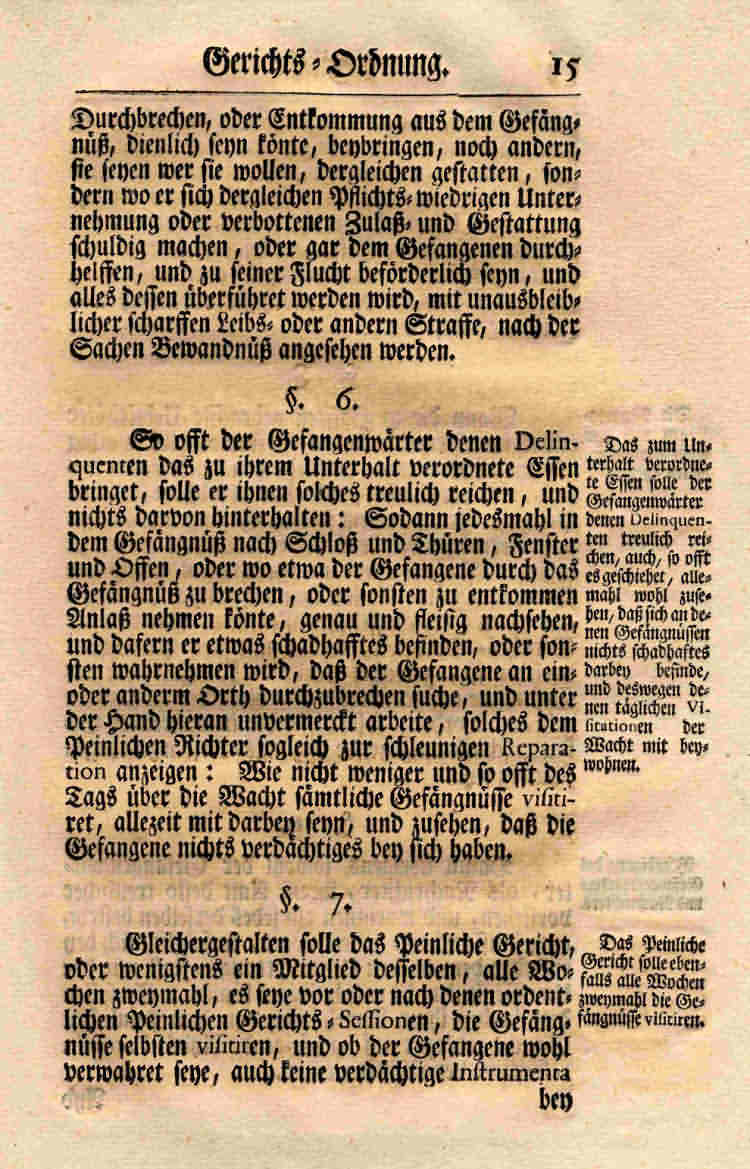 Gerichts-Ordnung. 15
Durchbrechen, oder Entkommung aus dem Gefäng-
nüß, dienlich seyn könte, beybringen, noch andern,
sie seyen wer sie wollen, dergleichen gestatten, son-
dern wo er sich dergleichen Pflichts-wiedrigen Unter-
nehmung oder verbottenen Zulaß- und Gestattung
schuldig machen, oder gar dem Gefangenen durch-
helffen, und zu seiner Flucht beförderlich seyn, und
alles dessen überführet werden wird, mit unausbleib-
licher scharffen Leibs- oder andern Straffe, nach der
Sachen Bewandnüß angesehen werden.
§. 6.
So offt der Gefangenwärter denen Delin-
quenten das zu ihrem Unterhalt verordnete Essen
bringet, solle er ihnen solches treulich reichen, und
nichts darvon hinterhalten: Sodann jedesmahl in
dem Gefängnüß nach Schloß und Thüren, Fenster
und Offen, oder wo etwa der Gefangene durch das
Gefängnüß zu brechen, oder sonsten zu entkommen
Anlaß nehmen könte, genau und fleisig nachsehen,
und dafern er etwas schadhafftes befinden, oder son-
sten wahrnehmen wird, daß der Gefangene an ein-
oder anderm Orth durchzubrechen suche, und unter
der Hand hieran unvermerckt arbeite, solches dem
Peinlichen Richter sogleich zur schleunigen Repara-
tion anzeigen: Wie nicht weniger und so offt des
Tags über die Wacht sämtliche Gefängnüsse visiti-
ret, allezeit mit darbey seyn, und zusehen, daß die
Gefangene nichts verdächtiges bey sich haben.
Das zum Un-
terhalt verordne-
te Essen solle der
Gefangenwärter
denen Delinquen-
ten treulich rei-
chen, auch, so offt
es geschiehet, alle-
mahl wohl zuse-
hen, daß sich an de-
nen Gefängnüssen
nichts schadhaftes
darbey befinde,
und deswegen de-
nen täglichen Vi-
sitationen der
Wacht mit bey-
wohnen.
§. 7.
Gleichergestalten solle das Peinliche Gericht,
oder wenigstens ein Mitglied desselben, alle Wo-
chen zweymahl, es seye vor oder nach denen ordent-
lichen Peinlichen Gerichts-Sessionen, die Gefäng-
nüsse selbsten visitiren, und ob der Gefangene wohl
verwahret seye, auch keine verdächtige Instrumenta
bey
Das Peinliche
Gericht solle eben-
falls alle Wochen
zweymahl die Ge-
fängnüsse visitiren.